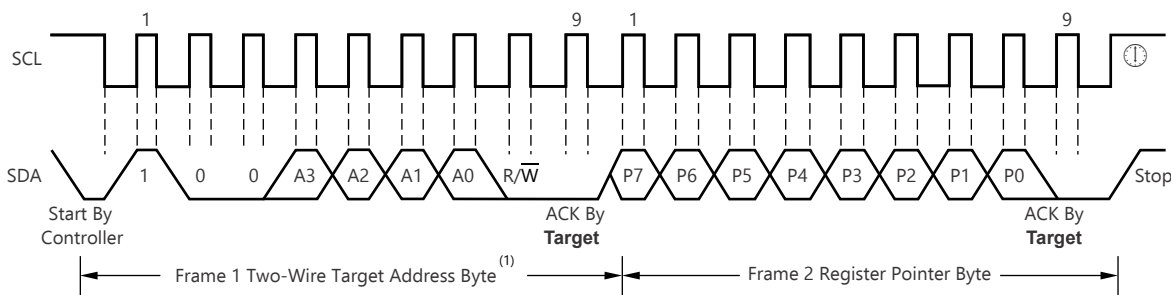 1 9 1 9
SCL
SDA 1 0 0 A3 A2 A1 A0 R/W̅ P7 P6 P5 P4 P3 P2 P1 P0 Stop
Start By ACK By ACK By
Controller Target Target
Frame 1 Two-Wire Target Address Byte (1) Frame 2 Register Pointer Byte